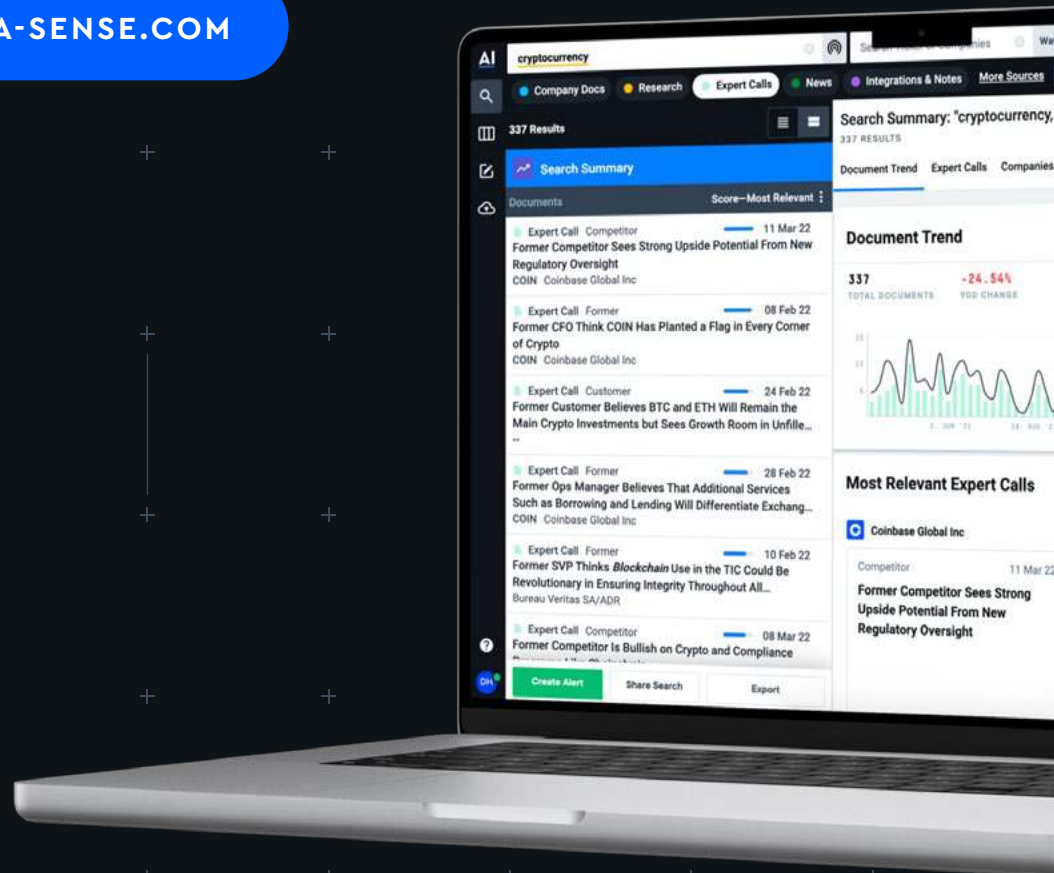 A-SENSE.COM
AI
cryptocurrency
Company Docs
Research
Expert Calls
News
Integrations & Notes
More Sources
337 Results
Search Summary
Documents
Score—Most Relevant
Expert Call Competitor 11 Mar 22
Former Competitor Sees Strong Upside Potential From New
Regulatory Oversight
COIN Coinbase Global Inc
Expert Call Former 08 Feb 22
Former CFO Think COIN Has Planted a Flag in Every Corner
of Crypto
COIN Coinbase Global Inc
Expert Call Customer 24 Feb 22
Former Customer Believes BTC and ETH Will Remain the
Main Crypto Investments but Sees Growth Room in Unfille...
--
Expert Call Former 28 Feb 22
Former Ops Manager Believes That Additional Services
Such as Borrowing and Lending Will Differentiate Exchang...
COIN Coinbase Global Inc
Expert Call Former 10 Feb 22
Former SVP Thinks Blockchain Use in the TIC Could Be
Revolutionary in Ensuring Integrity Throughout All...
Bureau Veritas SA/ADR
Expert Call Competitor 08 Mar 22
Former Competitor Is Bullish on Crypto and Compliance
DH
Create Alert
Share Search
Export
Search Summary: "cryptocurrency,
337 RESULTS
Document Trend
Expert Calls
Companies
Document Trend
337
-24.54%
TOTAL DOCUMENTS
CHANGE
Most Relevant Expert Calls
Coinbase Global Inc
Competitor 11 Mar 22
Former Competitor Sees Strong
Upside Potential From New
Regulatory Oversight